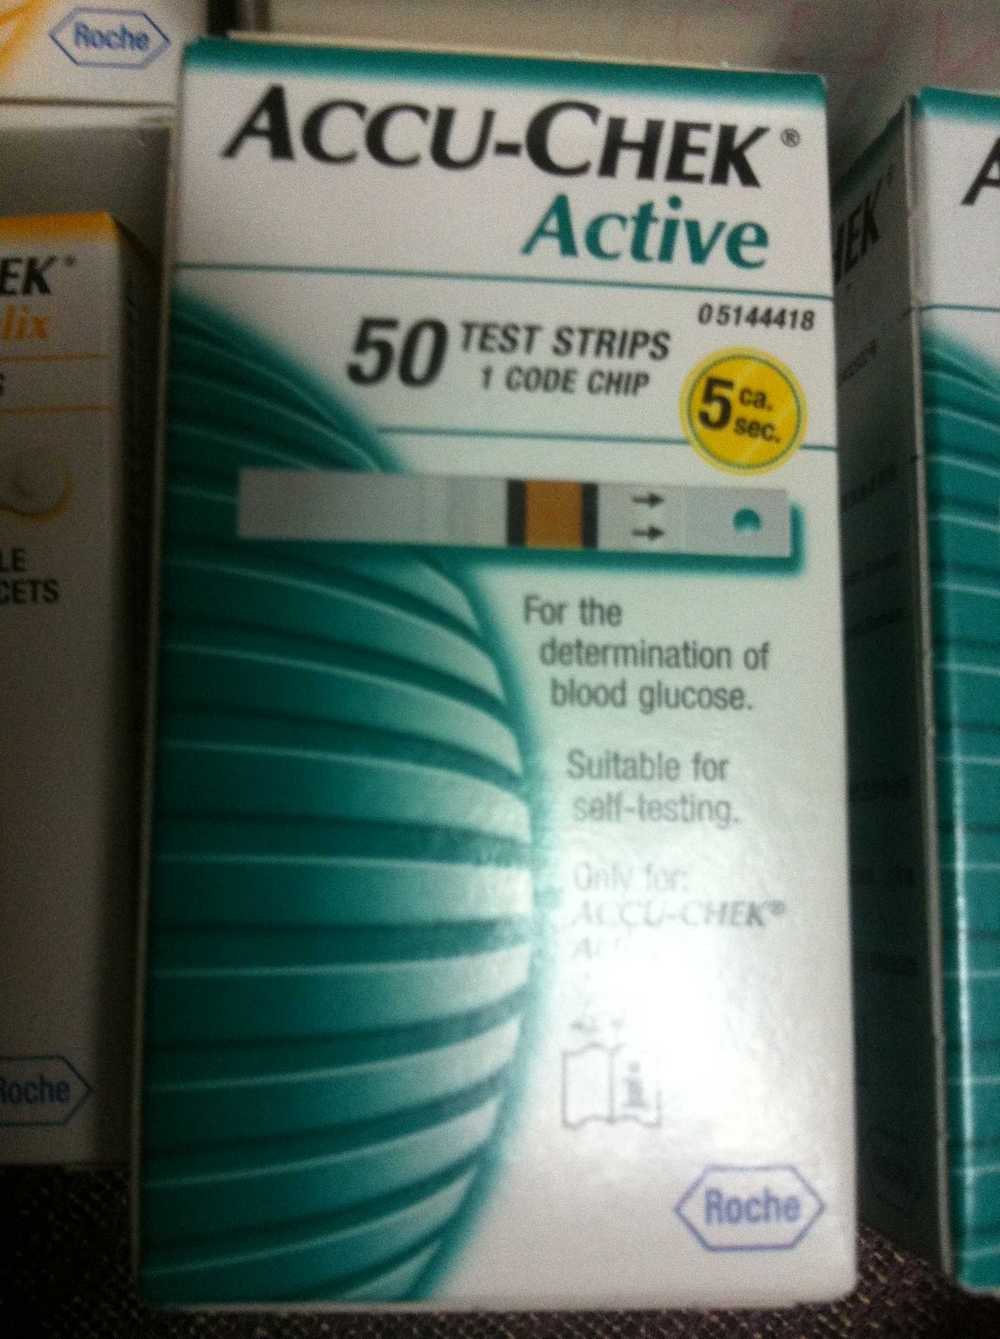 Roche
ACCU-CHEK®
Active
05144418
50 TEST STRIPS
1 CODE CHIP
5 ca.
sec.
For the
determination of
blood glucose.
Suitable for
self-testing.
Only for:
ACCU-CHEK®
Roche
EK®
lix
LE
CETS
Roche
HEK®
A